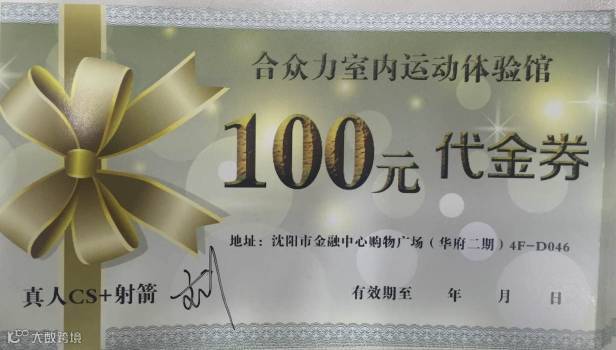 合众力室内运动体验馆
100元 代金券
地址：沈阳市金融中心购物广场（华府二期）4F-D046
真人CS+射箭
有效期至 年 月 日
大数跨境